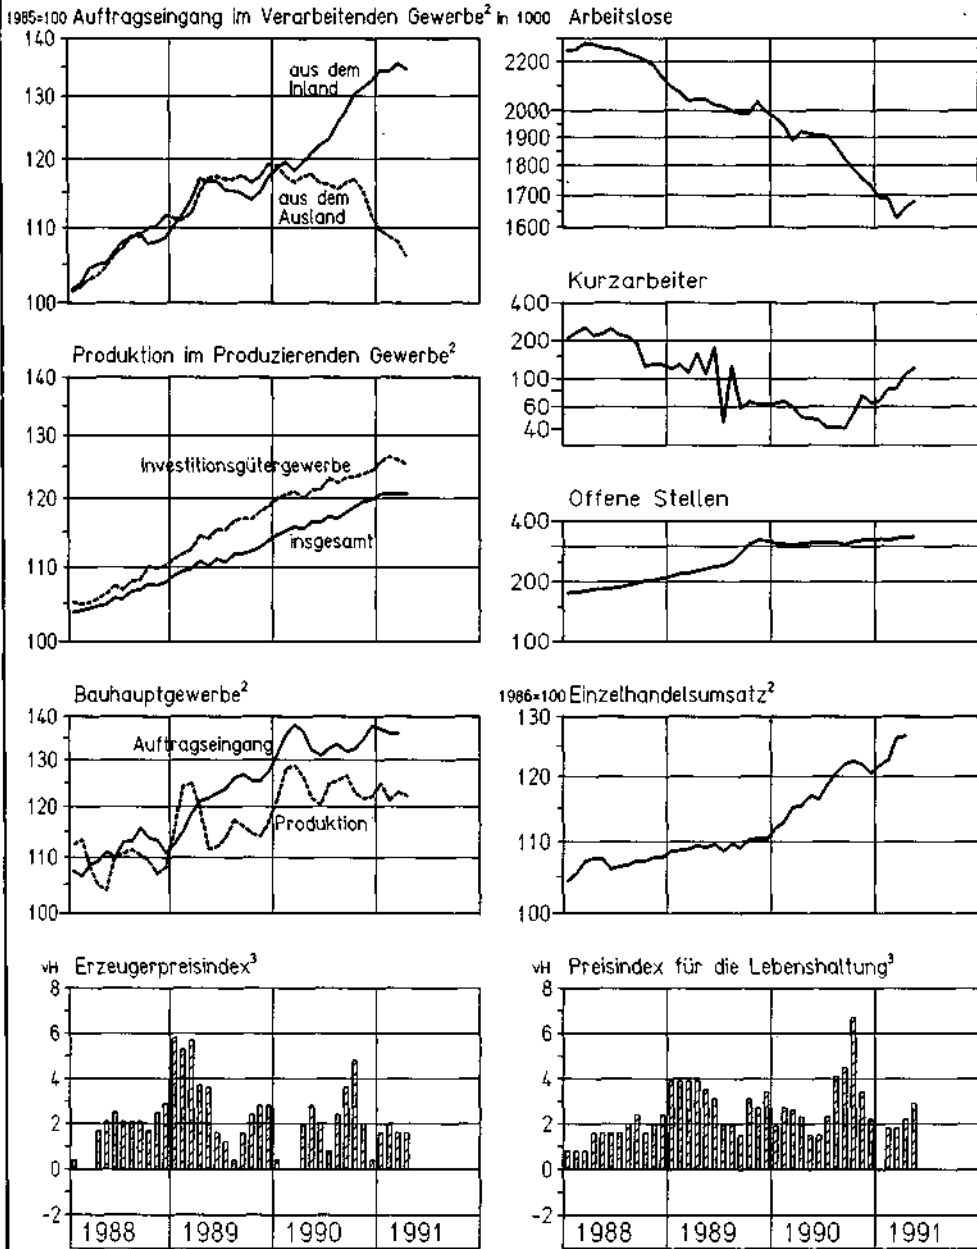 1985=100 Auftragseingang im Verarbeitenden Gewerbe²
140
130
120
110
100
aus dem
Inland
aus dem
Ausland
in 1000 Arbeitslose
2200
2000
1900
1800
1700
1600
Kurzarbeiter
400
200
100
60
40
Produktion im Produzierenden Gewerbe²
140
130
120
110
100
Investitionsgütergewerbe
insgesamt
Offene Stellen
400
200
100
Bauhauptgewerbe²
140
130
120
110
100
Auftragseingang
Produktion
1986=100 Einzelhandelsumsatz²
130
120
110
100
vH Erzeugerpreisindex³
8
6
4
2
0
-2
1988 1989 1990 1991
vH Preisindex für die Lebenshaltung³
8
6
4
2
0
-2
1988 1989 1990 1991